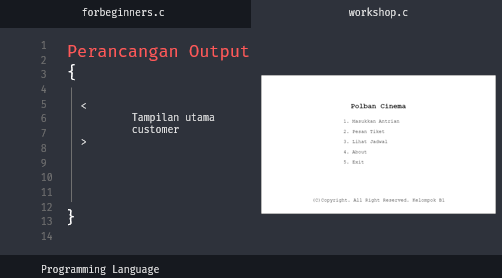 forbeginners.c
workshop.c
1
2
3
4
5
6
7
8
9
10
11
12
13
14
Perancangan Output
{
<
Tampilan utama
customer
>
}
Polban Cinema
1. Masukkan Antrian
2. Pesan Tiket
3. Lihat Jadwal
4. About
5. Exit
(C)Copyright. All Right Reserved. Kelompok B1
Programming Language